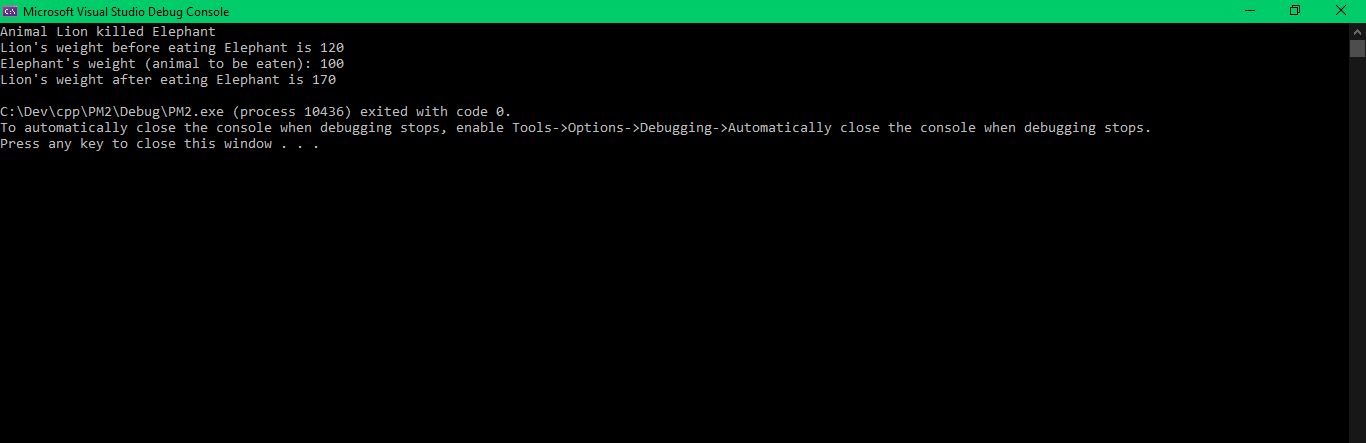 Microsoft Visual Studio Debug Console
Animal Lion killed Elephant
Lion's weight before eating Elephant is 120
Elephant's weight (animal to be eaten): 100
Lion's weight after eating Elephant is 170
C:\Dev\cpp\PM2\Debug\PM2.exe (process 10436) exited with code 0.
To automatically close the console when debugging stops, enable Tools->Options->Debugging->Automatically close the console when debugging stops.
Press any key to close this window . . .